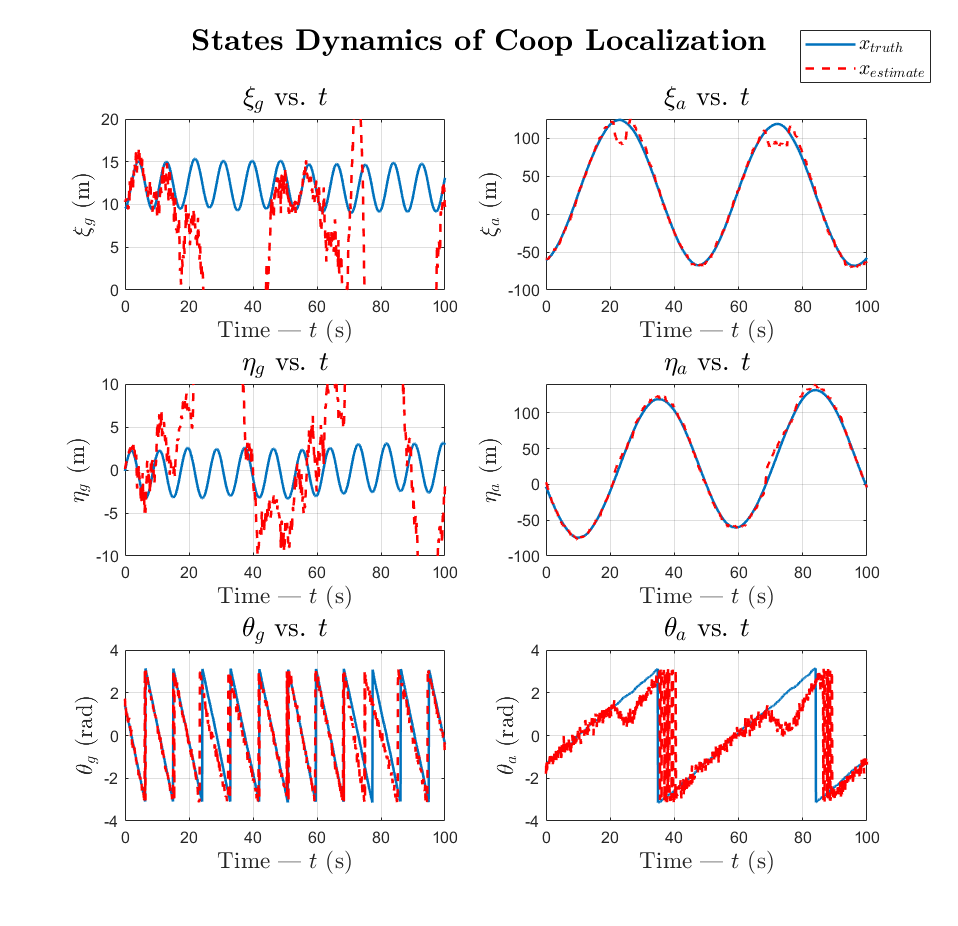 States Dynamics of Coop Localization
x_truth
x_estimate
ξ_g vs. t
ξ_g (m)
20
15
10
5
0
0 20 40 60 80 100
Time — t (s)
ξ_a vs. t
ξ_a (m)
100
50
0
-50
-100
0 20 40 60 80 100
Time — t (s)
η_g vs. t
η_g (m)
10
5
0
-5
-10
0 20 40 60 80 100
Time — t (s)
η_a vs. t
η_a (m)
100
50
0
-50
-100
0 20 40 60 80 100
Time — t (s)
θ_g vs. t
θ_g (rad)
4
2
0
-2
-4
0 20 40 60 80 100
Time — t (s)
θ_a vs. t
θ_a (rad)
4
2
0
-2
-4
0 20 40 60 80 100
Time — t (s)